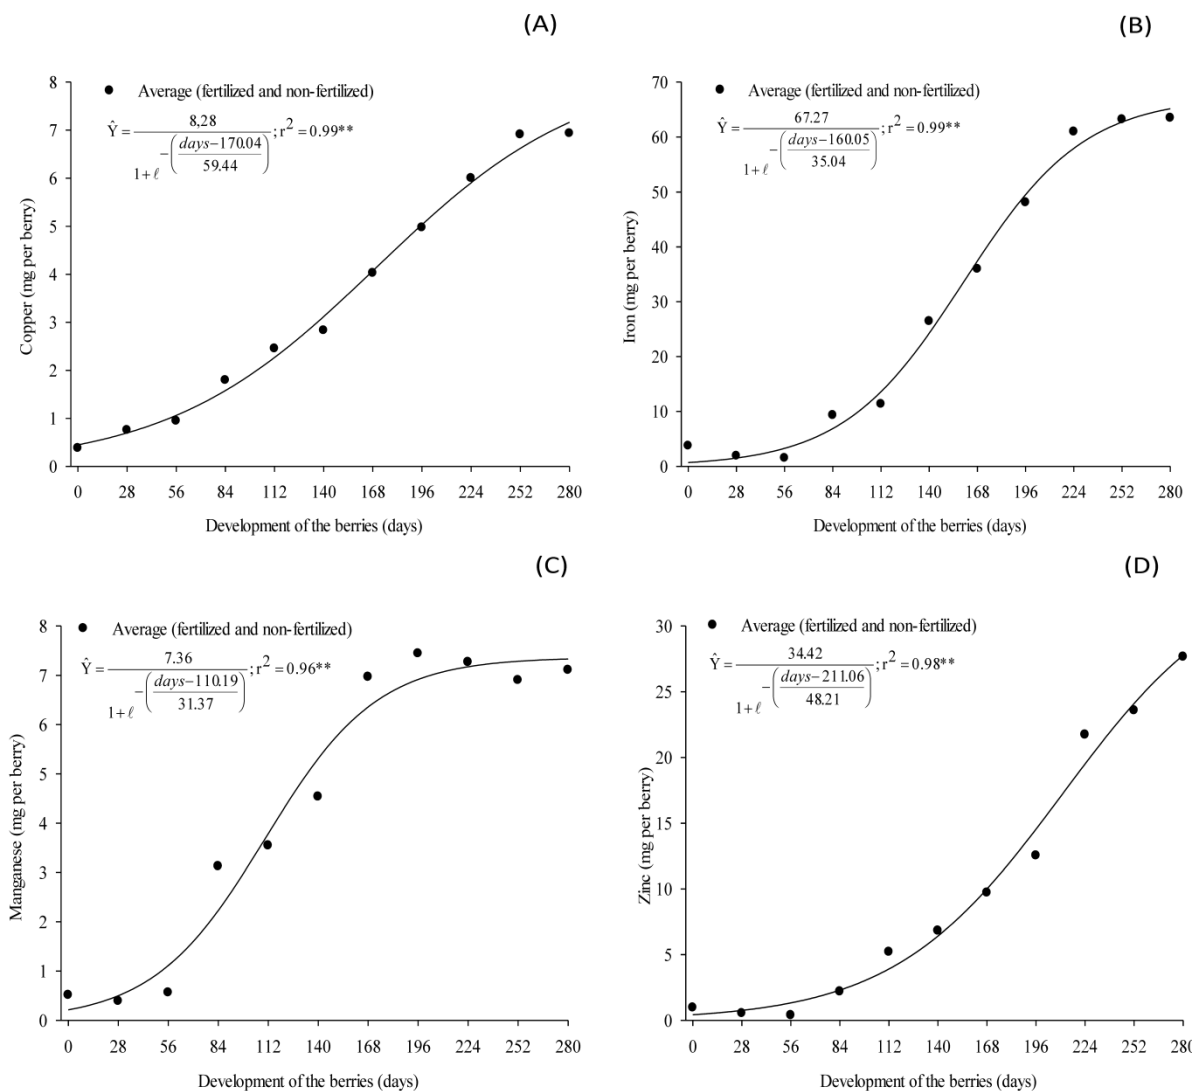 (A)
8
7
6
5
4
3
2
1
0
Copper (mg per berry)
Average (fertilized and non-fertilized)
Ŷ = 8,28 / 1+ℓ^-((days-170.04)/59.44) ; r² = 0.99**
0 28 56 84 112 140 168 196 224 252 280
Development of the berries (days)
(B)
70
60
50
40
30
20
10
0
Iron (mg per berry)
Average (fertilized and non-fertilized)
Ŷ = 67.27 / 1+ℓ^-((days-160.05)/35.04) ; r² = 0.99**
0 28 56 84 112 140 168 196 224 252 280
Development of the berries (days)
(C)
8
7
6
5
4
3
2
1
0
Manganese (mg per berry)
Average (fertilized and non-fertilized)
Ŷ = 7.36 / 1+ℓ^-((days-110.19)/31.37) ; r² = 0.96**
0 28 56 84 112 140 168 196 224 252 280
Development of the berries (days)
(D)
30
25
20
15
10
5
0
Zinc (mg per berry)
Average (fertilized and non-fertilized)
Ŷ = 34.42 / 1+ℓ^-((days-211.06)/48.21) ; r² = 0.98**
0 28 56 84 112 140 168 196 224 252 280
Development of the berries (days)